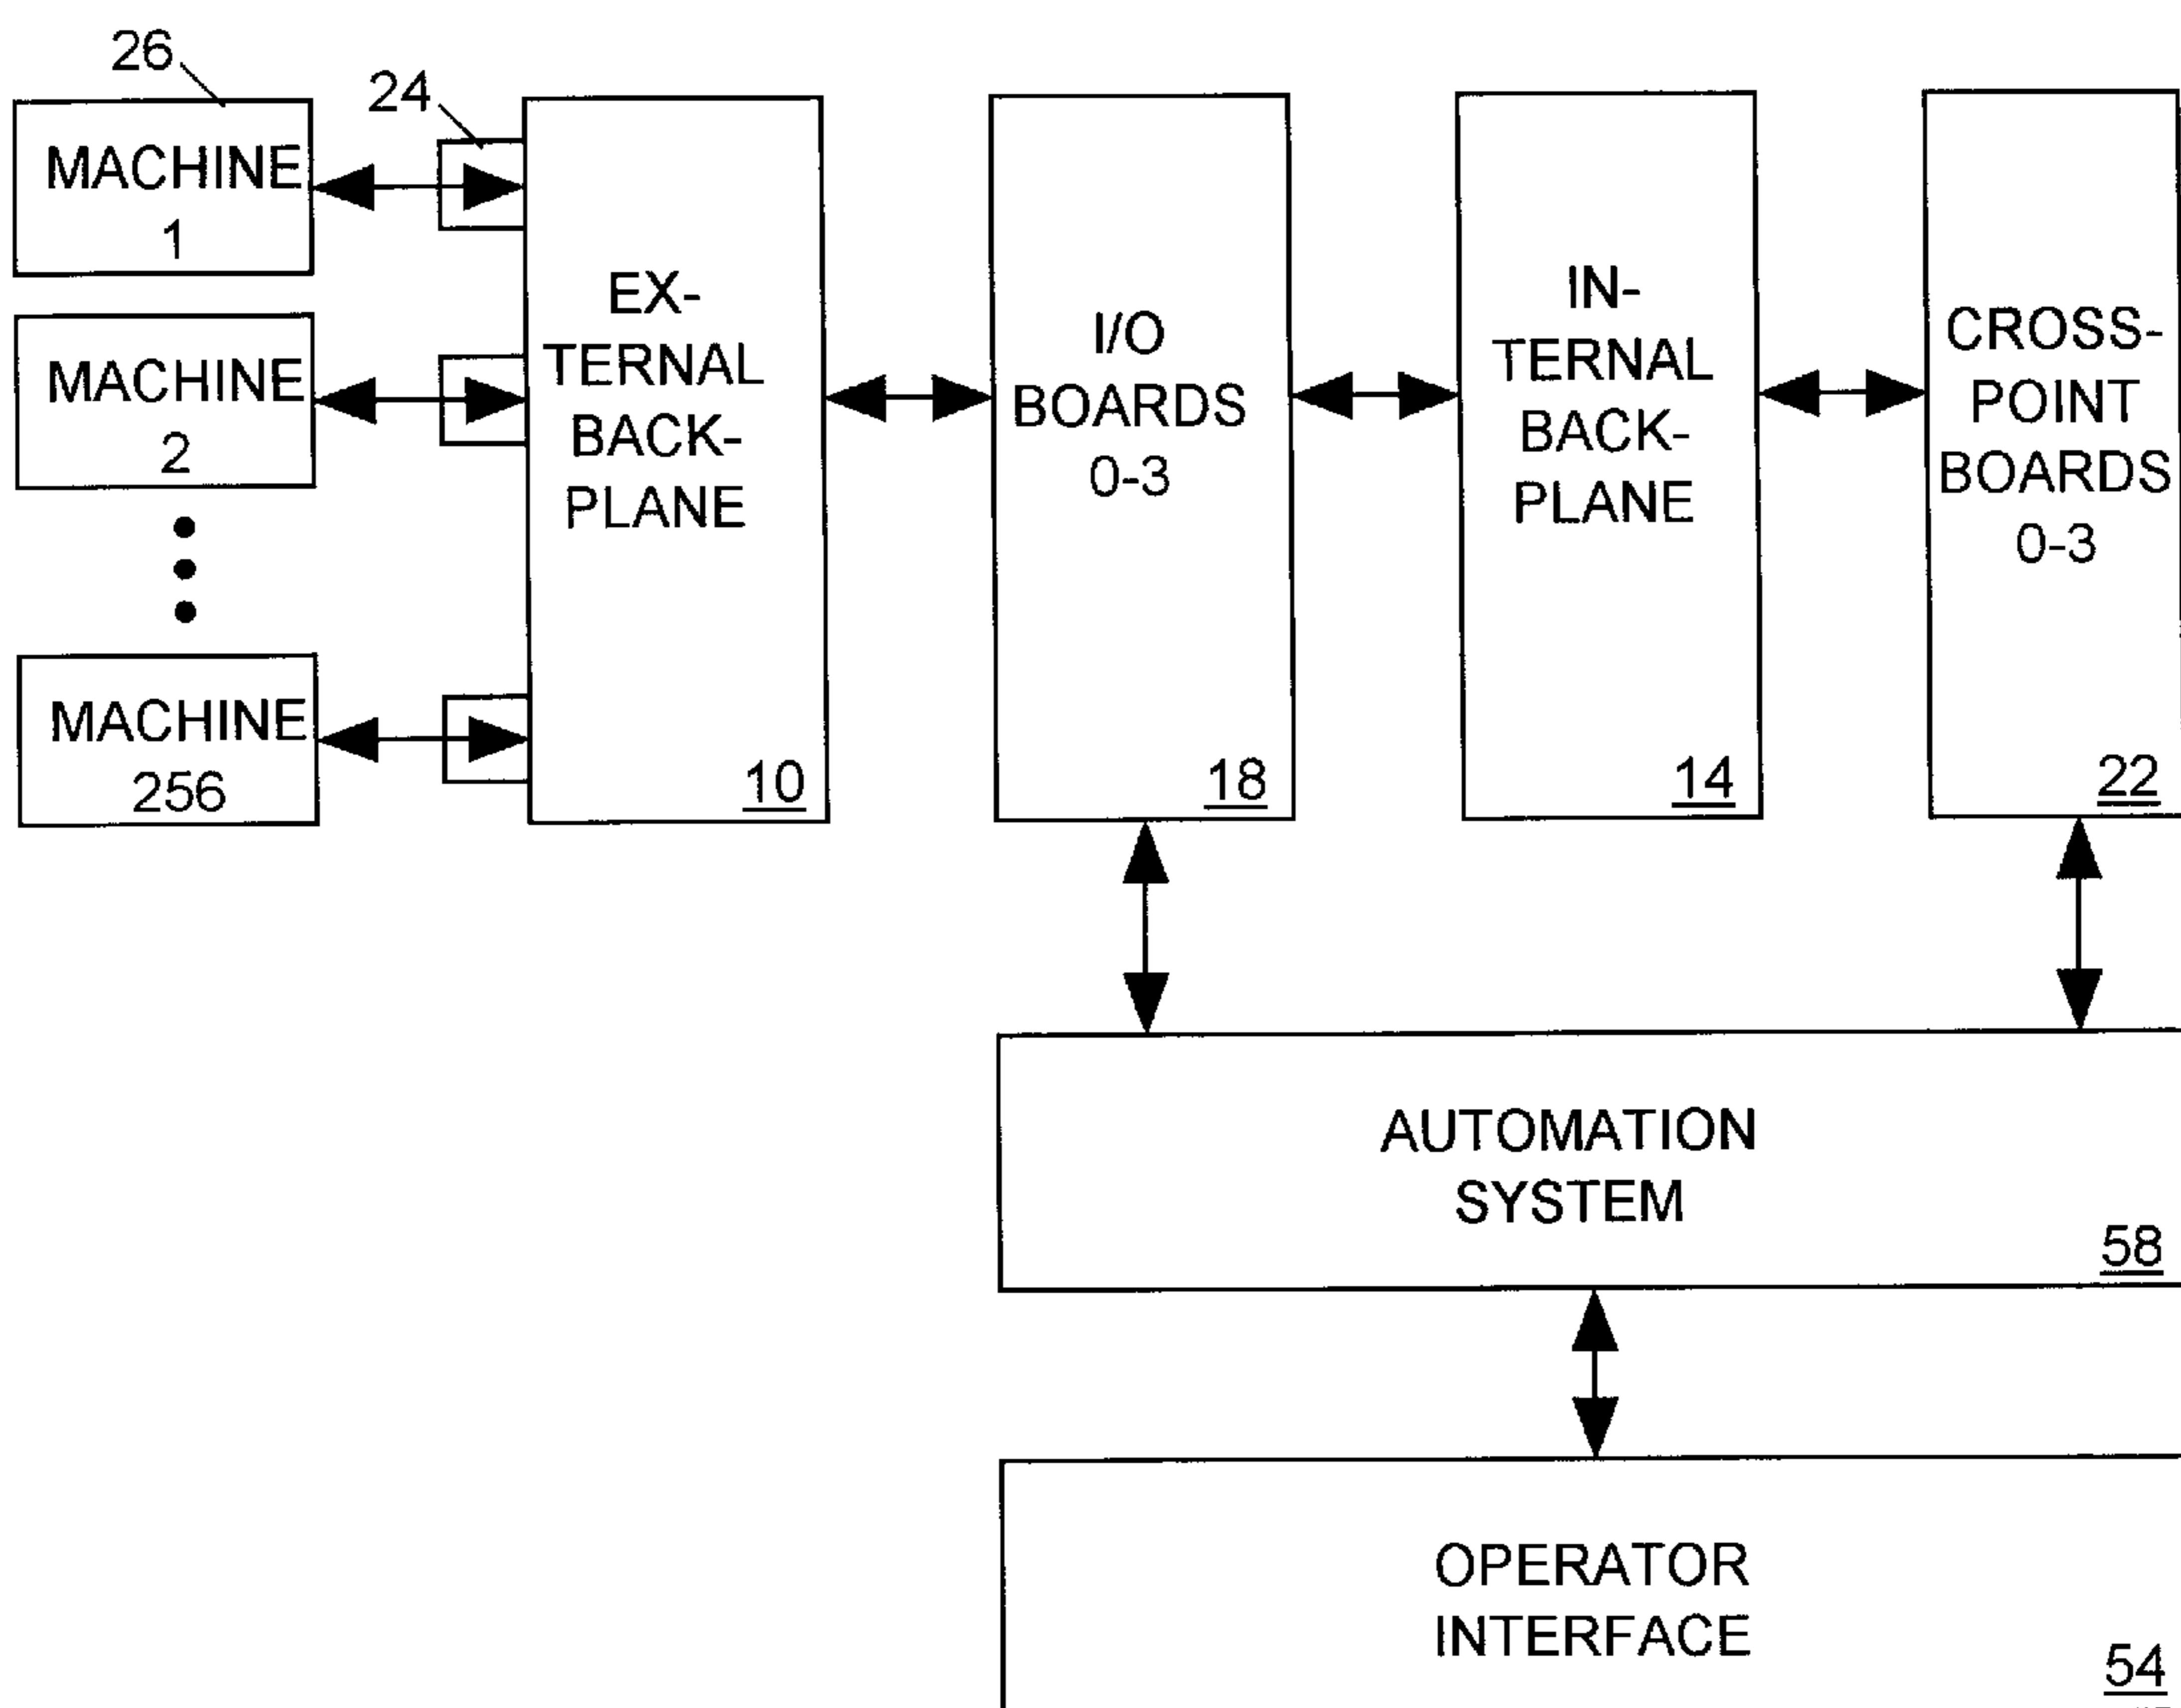 26
24
MACHINE
1
MACHINE
2
MACHINE
256
EX-
TERNAL
BACK-
PLANE
10
I/O
BOARDS
0-3
18
IN-
TERNAL
BACK-
PLANE
14
CROSS-
POINT
BOARDS
0-3
22
AUTOMATION
SYSTEM
58
OPERATOR
INTERFACE
54